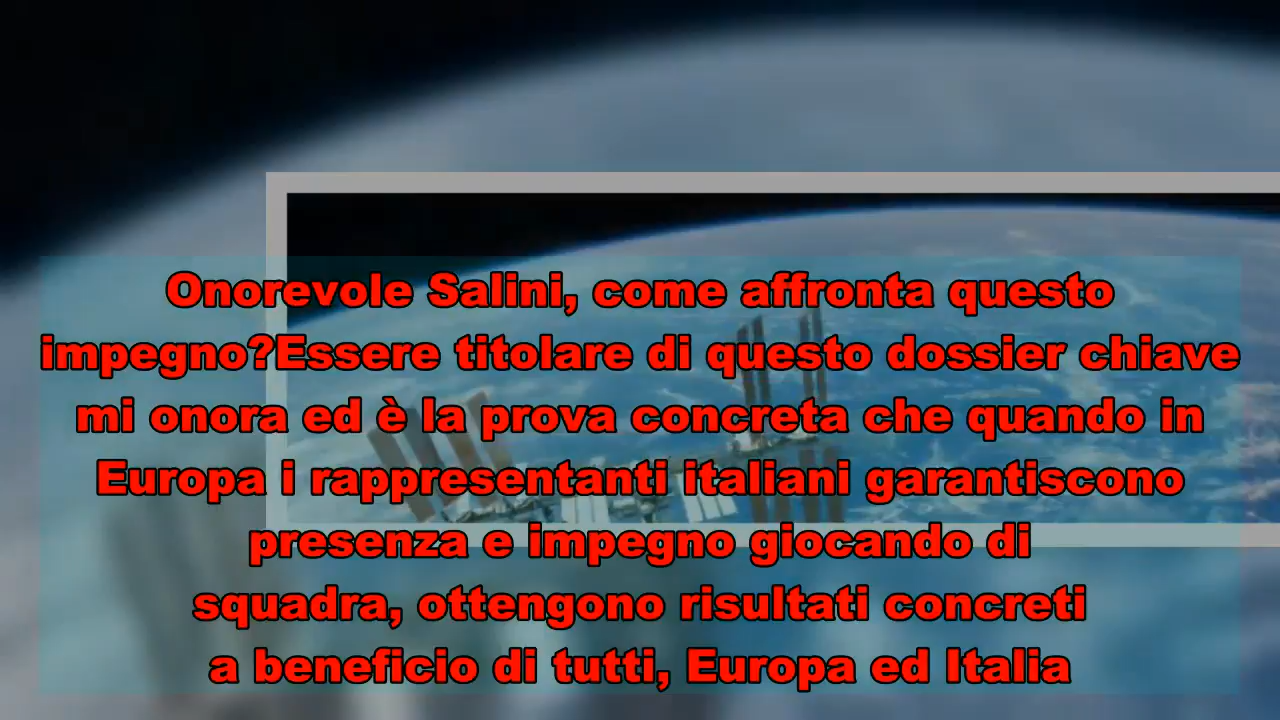 Onorevole Salini, come affronta questo
impegno?Essere titolare di questo dossier chiave
mi onora ed è la prova concreta che quando in
Europa i rappresentanti italiani garantiscono
presenza e impegno giocando di
squadra, ottengono risultati concreti
a beneficio di tutti, Europa ed Italia